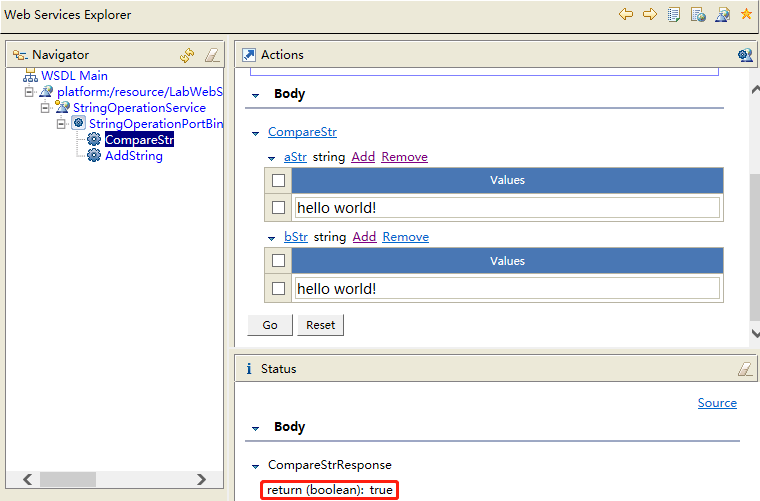 Web Services Explorer
Navigator
WSDL Main
platform:/resource/LabWebS
StringOperationService
StringOperationPortBin
CompareStr
AddString
Actions
Body
CompareStr
aStr string Add Remove
Values
hello world!
bStr string Add Remove
Values
hello world!
Go Reset
i Status
Source
Body
CompareStrResponse
return (boolean): true